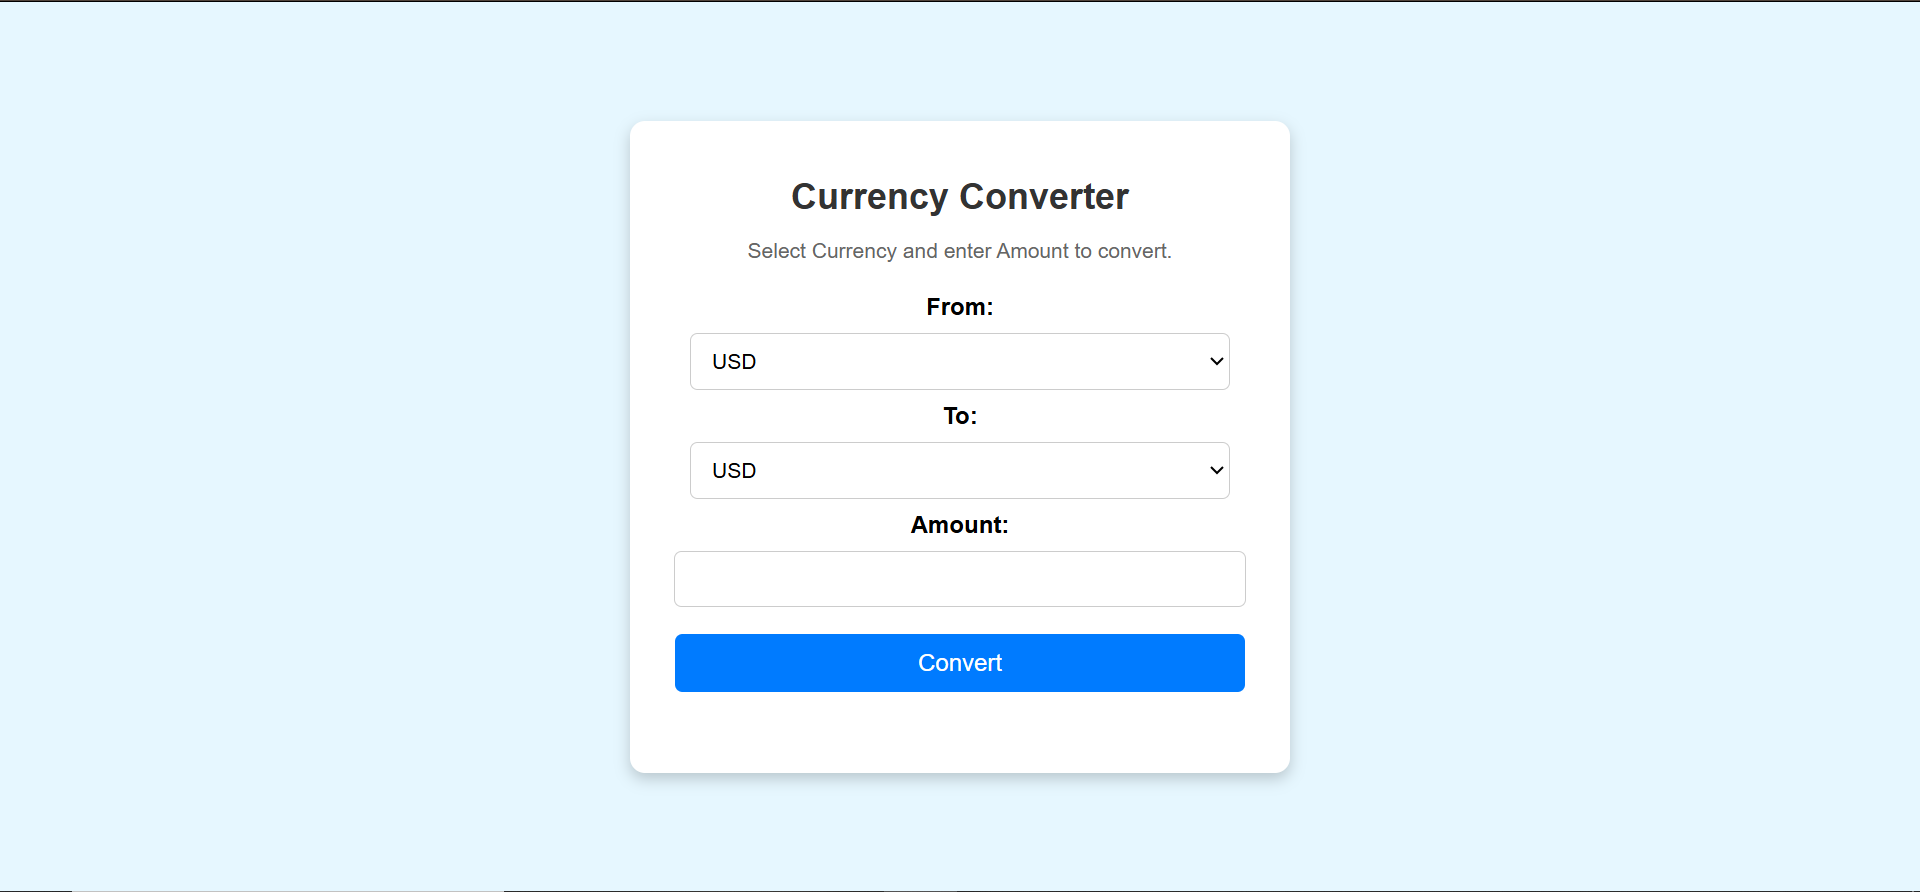 Currency Converter
Select Currency and enter Amount to convert.
From:
USD
To:
USD
Amount:
Convert